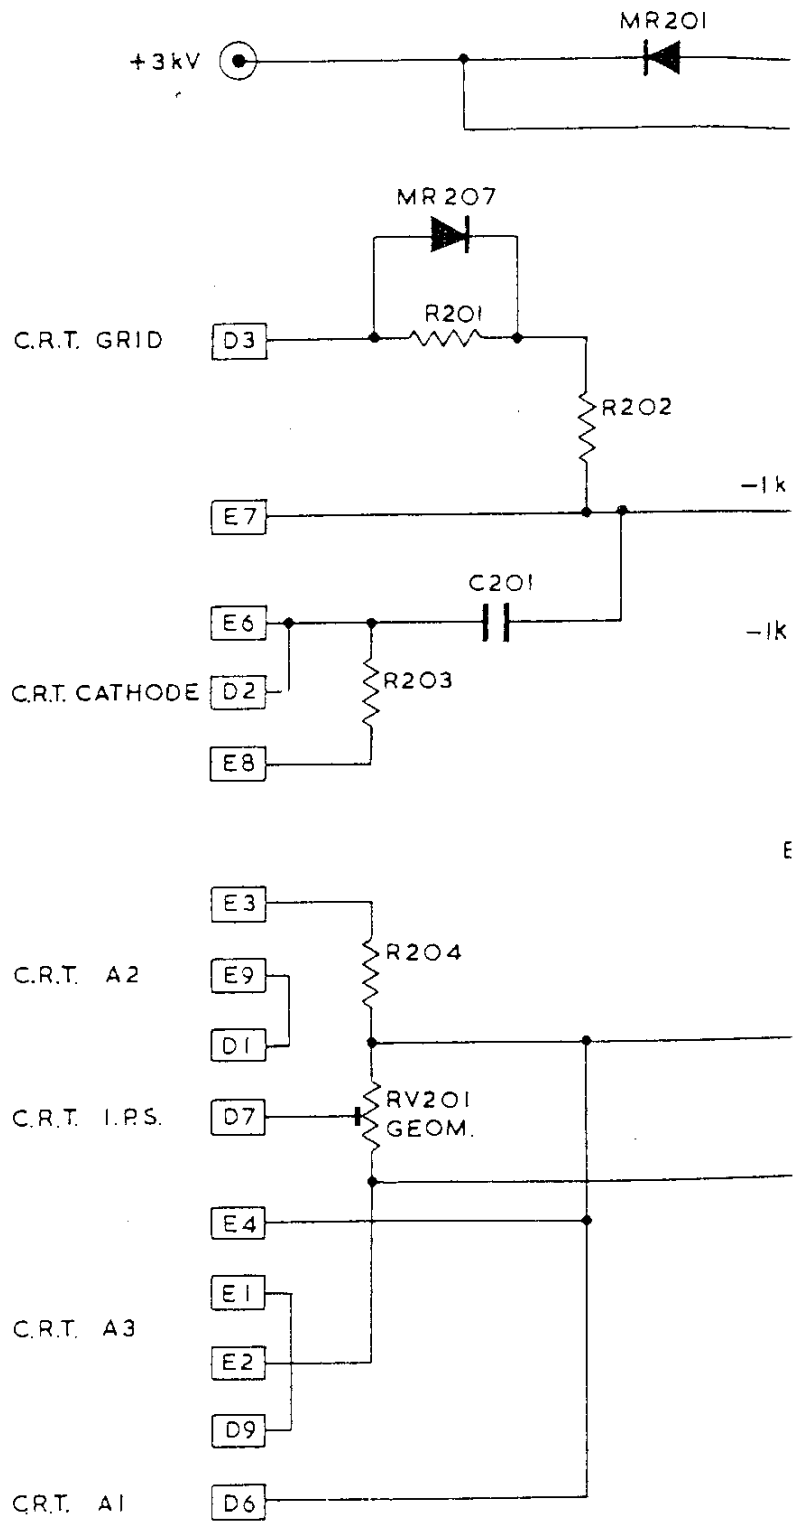 MR201
+3kV
MR207
R201
C.R.T. GRID D3
R202
-1k
E7
C201
E6
-1k
R203
C.R.T. CATHODE D2
E8
E
E3
R204
C.R.T. A2 E9
D1
RV201
C.R.T. I.P.S. D7
GEOM.
E4
E1
C.R.T. A3
E2
D9
C.R.T. A1 D6